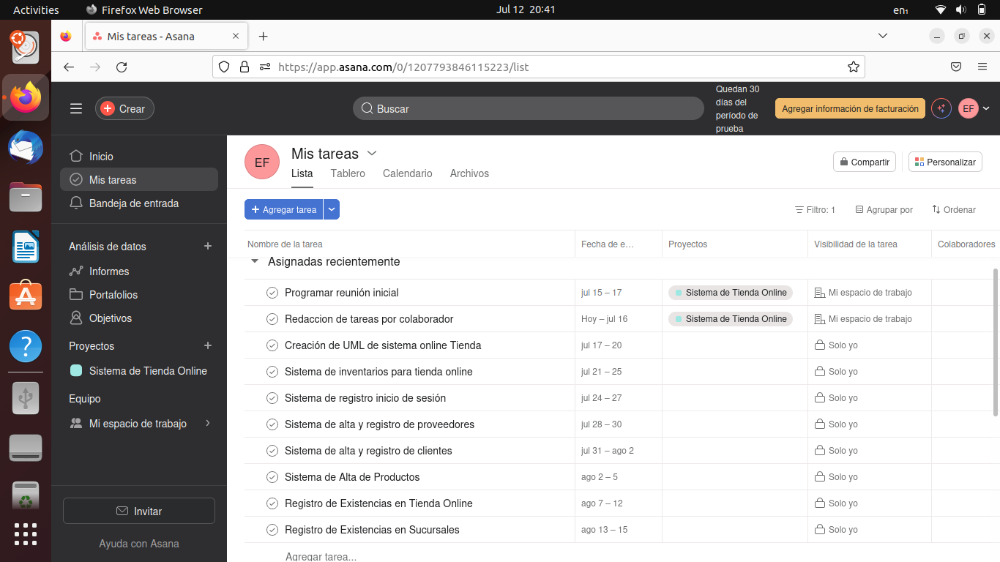 Activities
Firefox Web Browser
Jul 12 20:41
en₁
Mis tareas - Asana
https://app.asana.com/0/1207793846115223/list
Crear
Buscar
Quedan 30
días del
periodo de
prueba
Agregar información de facturación
EF
Inicio
Mis tareas
Bandeja de entrada
Análisis de datos
Informes
Portafolios
Objetivos
Proyectos
Sistema de Tienda Online
Equipo
Mi espacio de trabajo
Invitar
Ayuda con Asana
EF
Mis tareas
Lista Tablero Calendario Archivos
Compartir
Personalizar
Agregar tarea
Filtro: 1
Agrupar por
Ordenar
Nombre de la tarea Fecha de e... Proyectos Visibilidad de la tarea Colaboradores
Asignadas recientemente
Programar reunión inicial jul 15 – 17 Sistema de Tienda Online Mi espacio de trabajo
Redaccion de tareas por colaborador Hoy – jul 16 Sistema de Tienda Online Mi espacio de trabajo
Creación de UML de sistema online Tienda jul 17 – 20 Solo yo
Sistema de inventarios para tienda online jul 21 – 25 Solo yo
Sistema de registro inicio de sesión jul 24 – 27 Solo yo
Sistema de alta y registro de proveedores jul 28 – 30 Solo yo
Sistema de alta y registro de clientes jul 31 – ago 2 Solo yo
Sistema de Alta de Productos ago 2 – 5 Solo yo
Registro de Existencias en Tienda Online ago 7 – 12 Solo yo
Registro de Existencias en Sucursales ago 13 – 15 Solo yo
Agregar tarea...